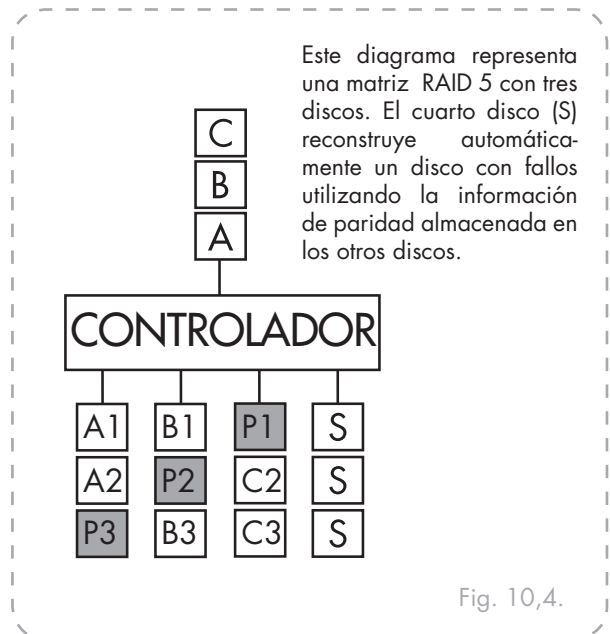 Este diagrama representa
una matriz RAID 5 con tres
discos. El cuarto disco (S)
reconstruye automática-
mente un disco con fallos
utilizando la información
de paridad almacenada en
los otros discos.
C
B
A
CONTROLADOR
A1 B1 P1 S
A2 P2 C2 S
P3 B3 C3 S
Fig. 10,4.